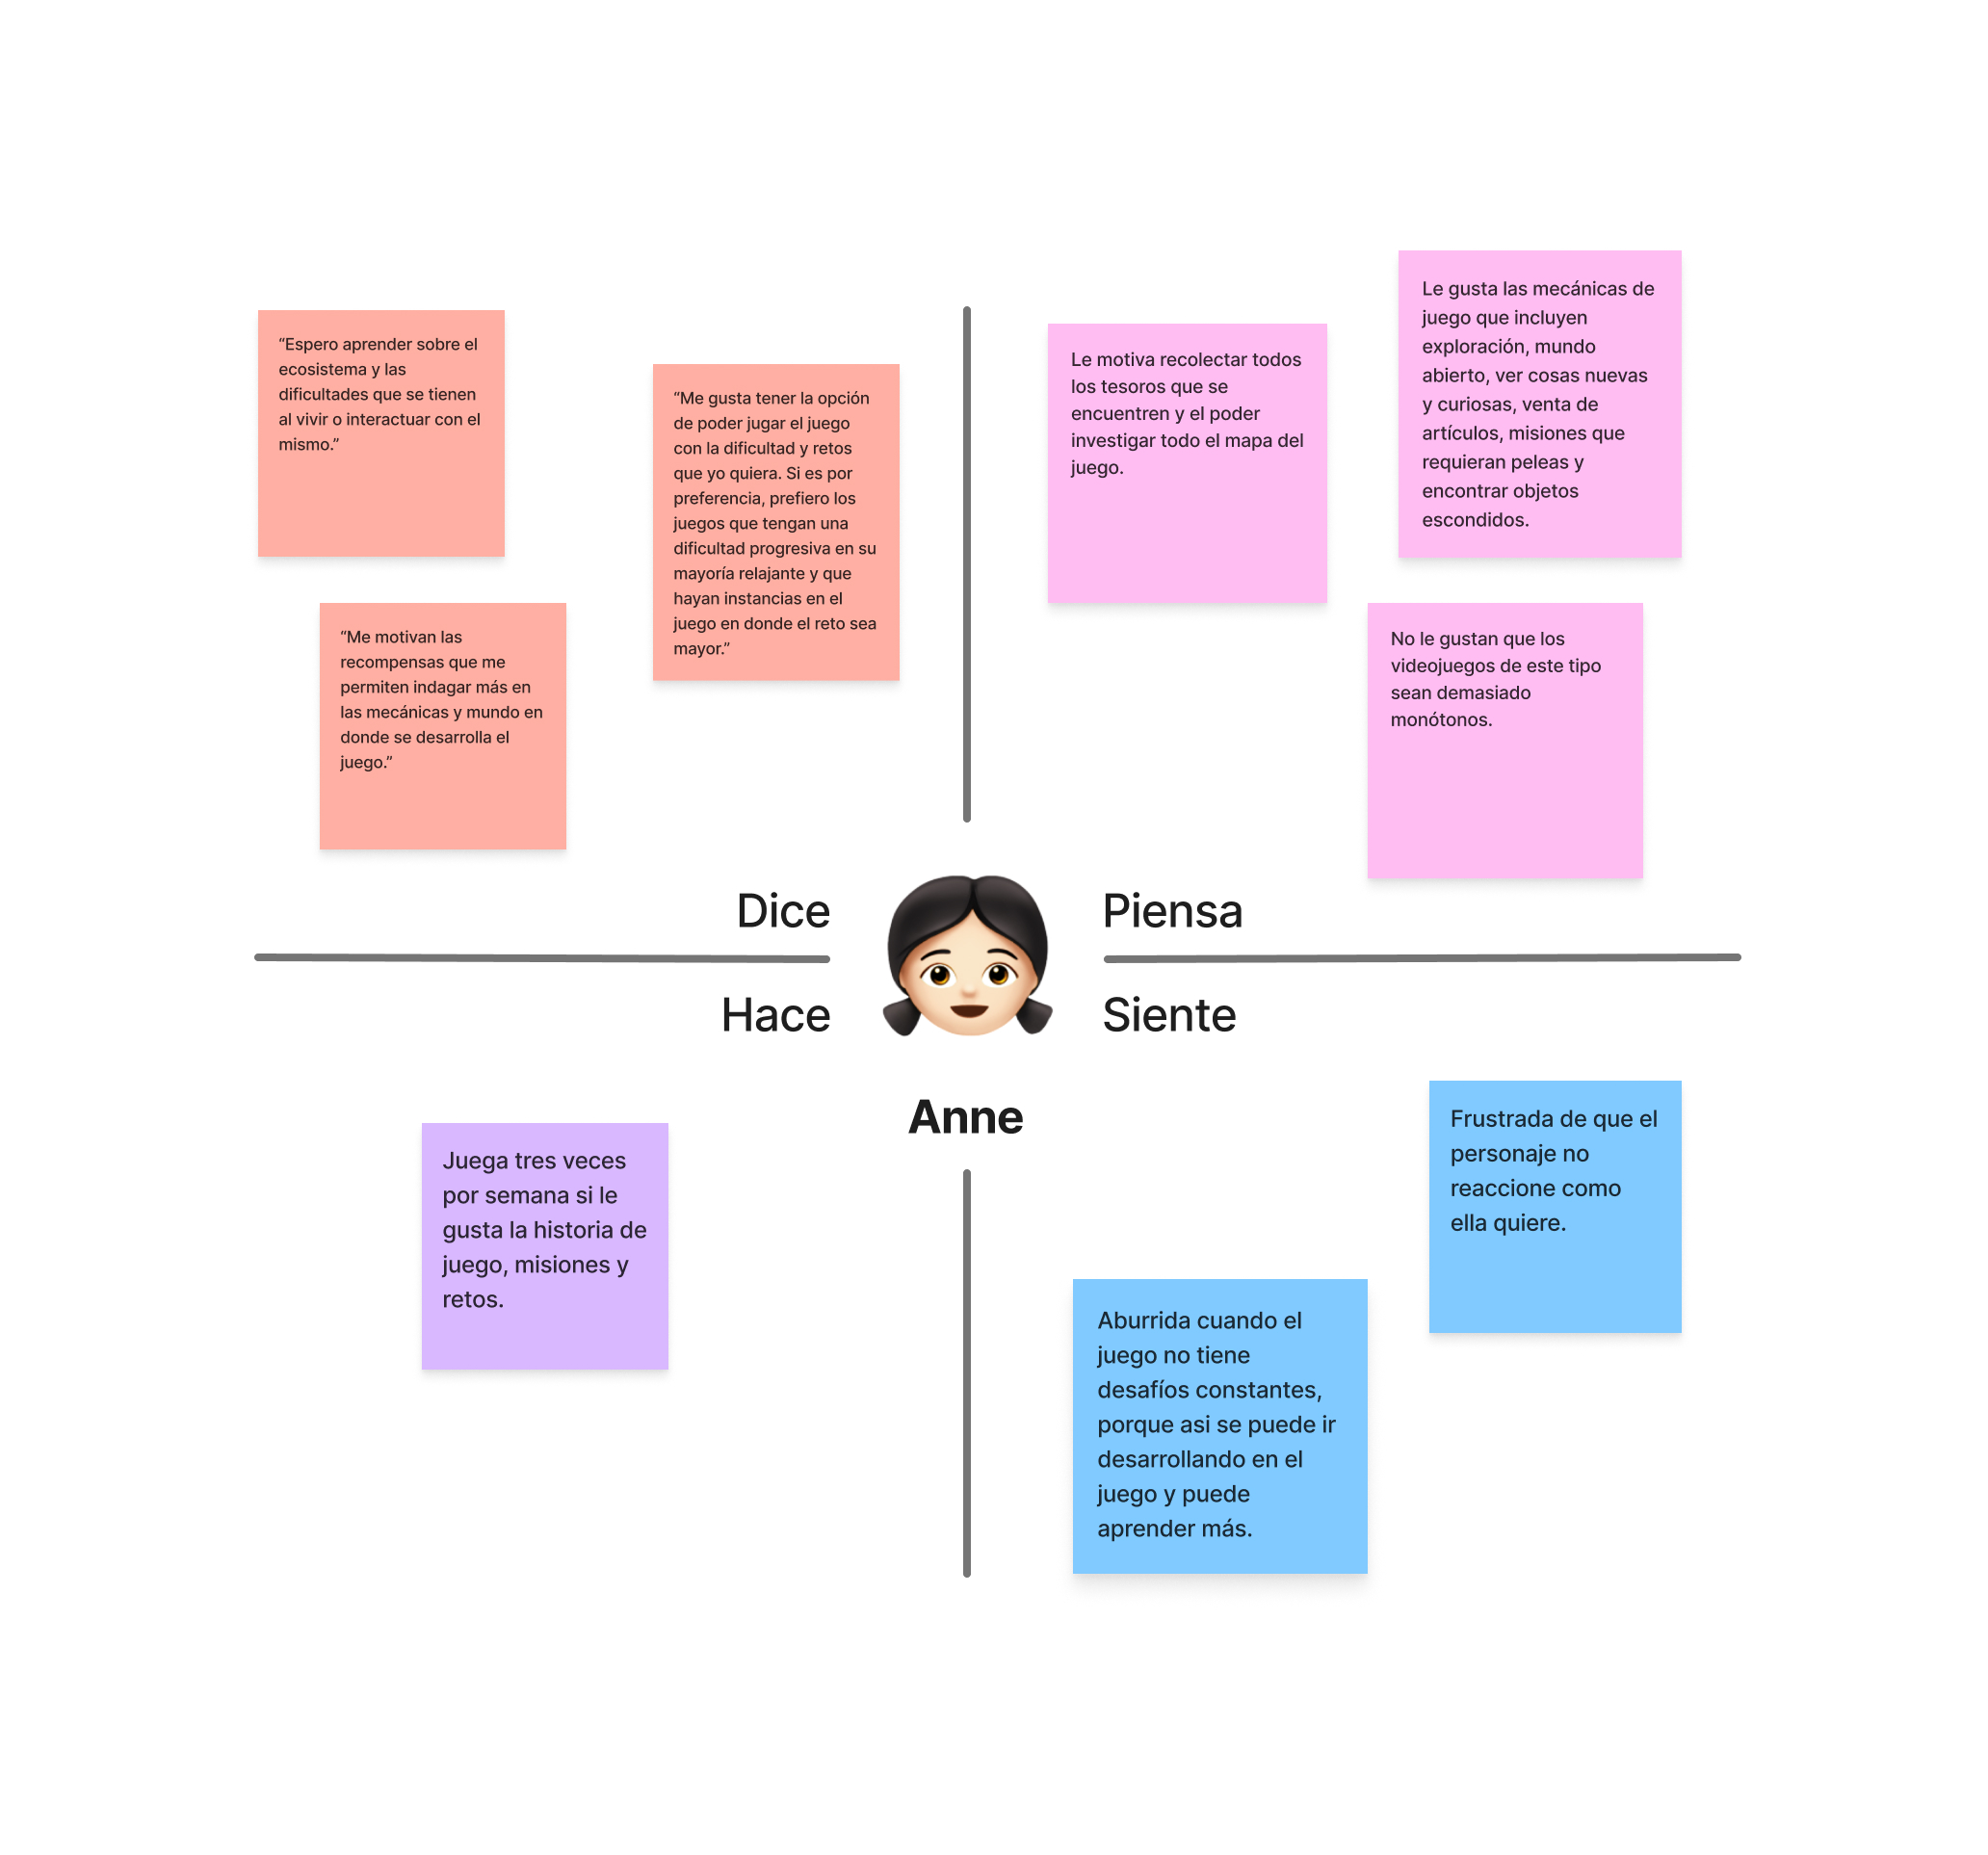 “Espero aprender sobre el
ecosistema y las
dificultades que se tienen
al vivir o interactuar con el
mismo.”
“Me gusta tener la opción
de poder jugar el juego
con la dificultad y retos
que yo quiera. Si es por
preferencia, prefiero los
juegos que tengan una
dificultad progresiva en su
mayoría relajante y que
hayan instancias en el
juego en donde el reto sea
mayor.”
“Me motivan las
recompensas que me
permiten indagar más en
las mecánicas y mundo en
donde se desarrolla el
juego.”
Le motiva recolectar todos
los tesoros que se
encuentren y el poder
investigar todo el mapa del
juego.
Le gusta las mecánicas de
juego que incluyen
exploración, mundo
abierto, ver cosas nuevas
y curiosas, venta de
artículos, misiones que
requieran peleas y
encontrar objetos
escondidos.
No le gustan que los
videojuegos de este tipo
sean demasiado
monótonos.
Dice
Piensa
Hace
Siente
Anne
Juega tres veces
por semana si le
gusta la historia de
juego, misiones y
retos.
Frustrada de que el
personaje no
reaccione como
ella quiere.
Aburrida cuando el
juego no tiene
desafíos constantes,
porque asi se puede ir
desarrollando en el
juego y puede
aprender más.